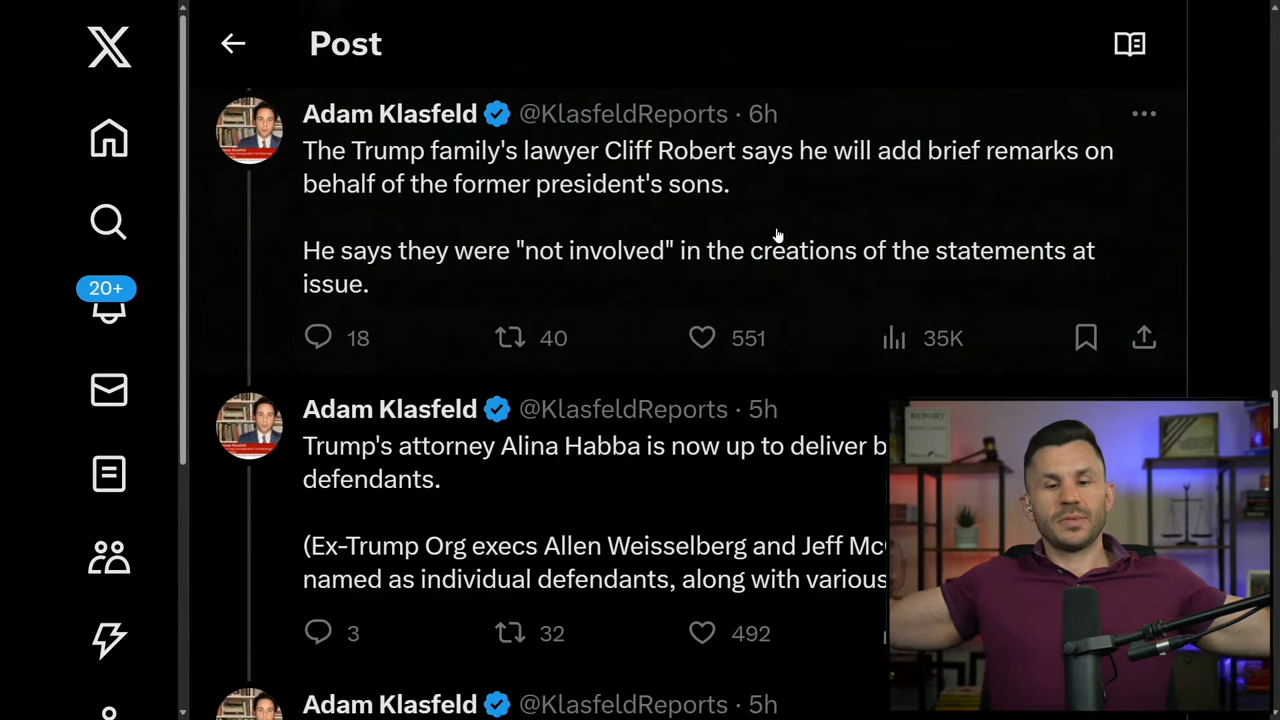 Post
Adam Klasfeld @KlasfeldReports · 6h
The Trump family's lawyer Cliff Robert says he will add brief remarks on
behalf of the former president's sons.
He says they were "not involved" in the creations of the statements at
issue.
20+
18 40 551 35K
Adam Klasfeld @KlasfeldReports · 5h
Trump's attorney Alina Habba is now up to deliver b
defendants.
(Ex-Trump Org execs Allen Weisselberg and Jeff Mc
named as individual defendants, along with various
3 32 492
Adam Klasfeld @KlasfeldReports · 5h
REPORT